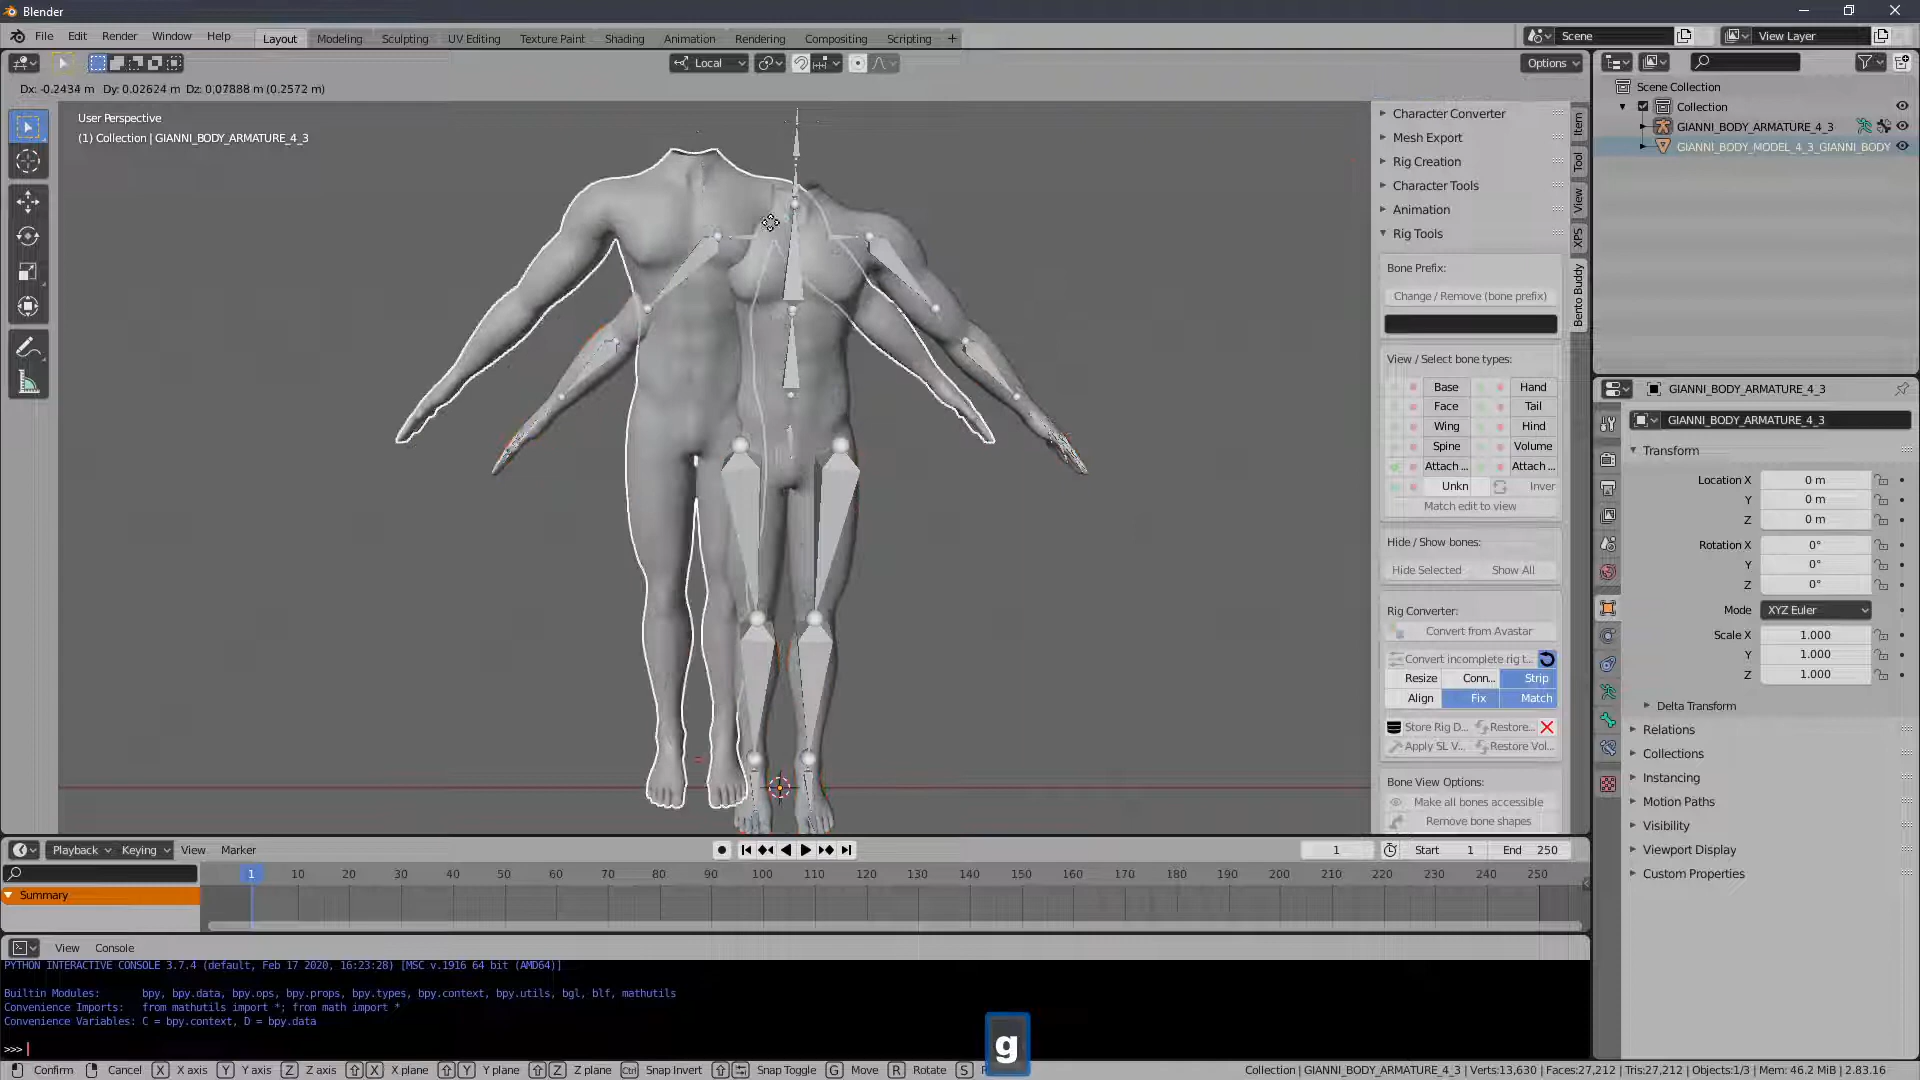 Blender
File Edit Render Window Help
Layout Modeling Sculpting UV Editing Texture Paint Shading Animation Rendering Compositing Scripting +
Scene
View Layer
Local
Options
Dx: -0.2434 m Dy: 0.02624 m Dz: 0.07888 m (0.2572 m)
User Perspective
(1) Collection | GIANNI_BODY_ARMATURE_4_3
Character Converter
Mesh Export
Rig Creation
Character Tools
Animation
Rig Tools
Bone Prefix:
Change / Remove (bone prefix)
View / Select bone types:
Base Hand
Face Tail
Wing Hind
Spine Volume
Attach ... Attach ...
Unkn Inver
Match edit to view
Hide / Show bones:
Hide Selected Show All
Rig Converter:
Convert from Avastar
Convert incomplete rig t...
Resize Conn... Strip
Align Fix Match
Store Rig D... Restore...
Apply SL V... Restore Vol...
Bone View Options:
Make all bones accessible
Remove bone shapes
Item
Tool
View
XPS
Bento Buddy
Scene Collection
Collection
GIANNI_BODY_ARMATURE_4_3
GIANNI_BODY_MODEL_4_3_GIANNI_BODY
GIANNI_BODY_ARMATURE_4_3
GIANNI_BODY_ARMATURE_4_3
Transform
Location X 0 m
Y 0 m
Z 0 m
Rotation X 0°
Y 0°
Z 0°
Mode XYZ Euler
Scale X 1.000
Y 1.000
Z 1.000
Delta Transform
Relations
Collections
Instancing
Motion Paths
Visibility
Viewport Display
Custom Properties
Playback Keying View Marker
1 Start 1 End 250
1 10 20 30 40 50 60 70 80 90 100 110 120 130 140 150 160 170 180 190 200 210 220 230 240 250
Summary
View Console
PYTHON INTERACTIVE CONSOLE 3.7.4 (default, Feb 17 2020, 16:23:28) [MSC v.1916 64 bit (AMD64)]
Builtin Modules: bpy, bpy.data, bpy.ops, bpy.props, bpy.types, bpy.context, bpy.utils, bgl, blf, mathutils
Convenience Imports: from mathutils import *; from math import *
Convenience Variables: C = bpy.context, D = bpy.data
>>>
g
Confirm Cancel X X axis Y Y axis Z Z axis X X plane Y Y plane Z Z plane Ctrl Snap Invert Snap Toggle G Move R Rotate S
Collection | GIANNI_BODY_ARMATURE_4_3 | Verts:13,630 | Faces:27,212 | Tris:27,212 | Objects:1/3 | Mem: 46.2 MiB | 2.83.16